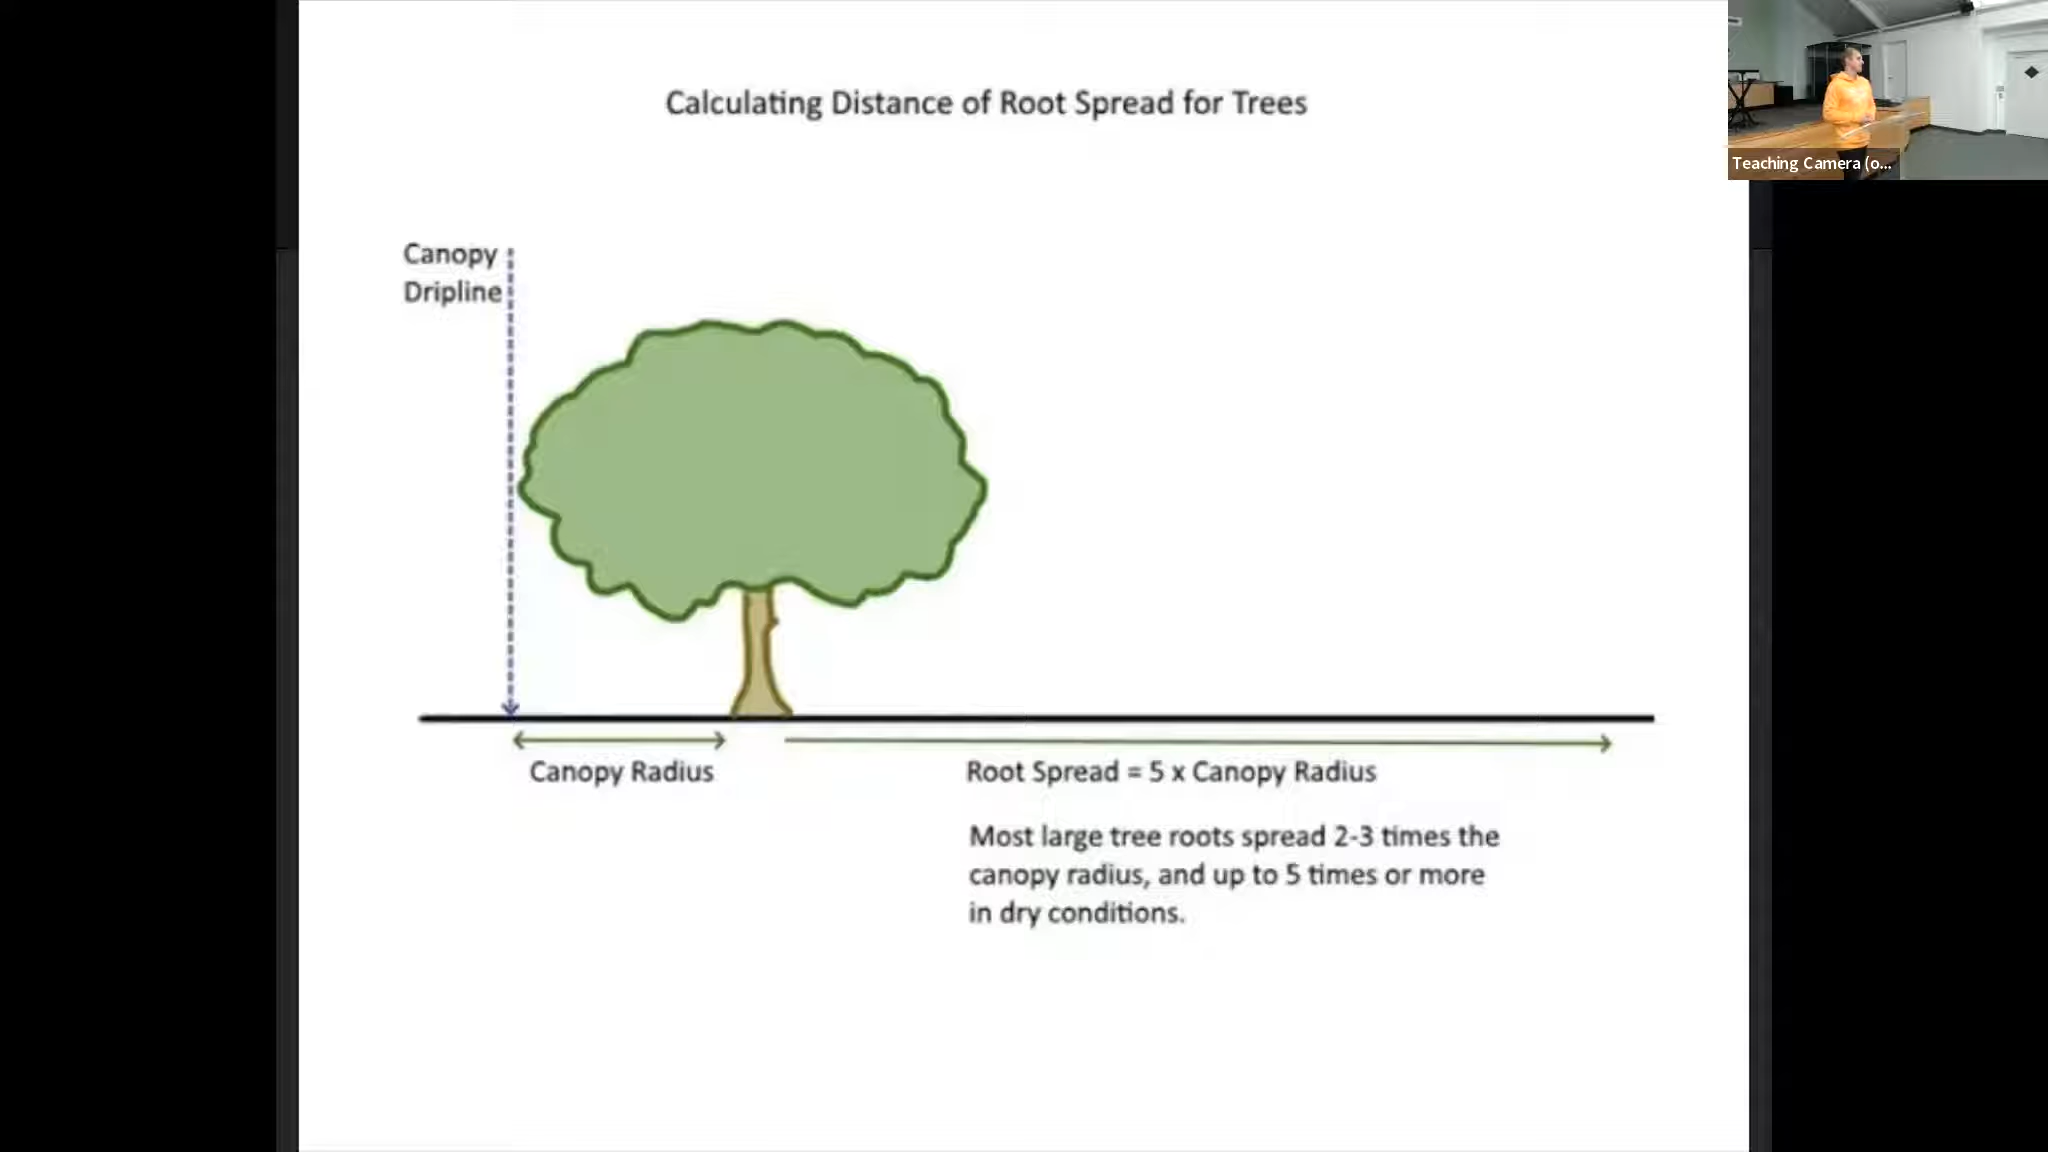 Calculating Distance of Root Spread for Trees
Teaching Camera (o...
Canopy
Dripline
Canopy Radius
Root Spread = 5 x Canopy Radius
Most large tree roots spread 2-3 times the
canopy radius, and up to 5 times or more
in dry conditions.